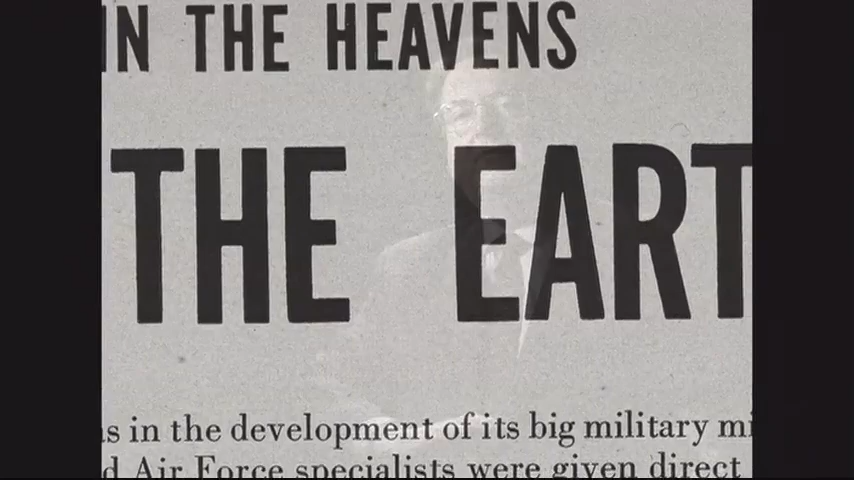 IN THE HEAVENS
THE EART
s in the development of its big military mi
d Air Force specialists were given direct